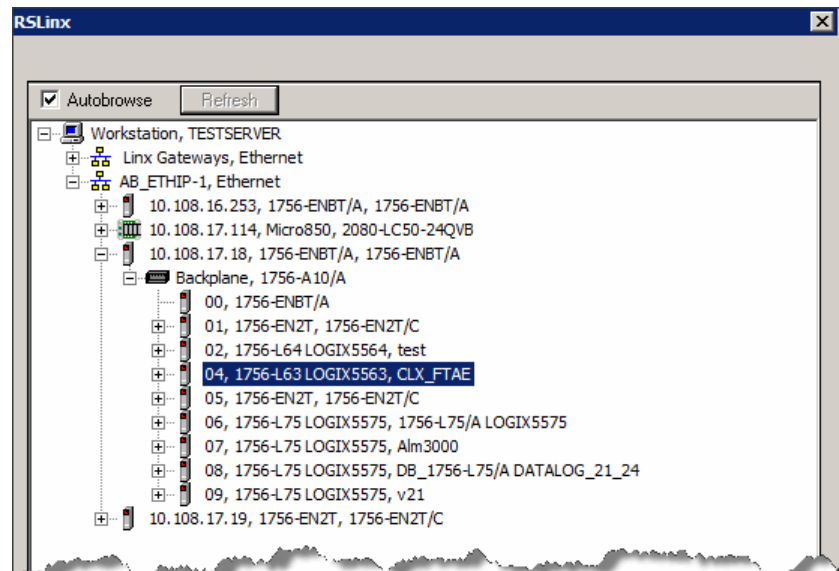 RSLinx
Autobrowse Refresh
Workstation, TESTSERVER
Linx Gateways, Ethernet
AB_ETHIP-1, Ethernet
10.108.16.253, 1756-ENBT/A, 1756-ENBT/A
10.108.17.114, Micro850, 2080-LC50-24QVB
10.108.17.18, 1756-ENBT/A, 1756-ENBT/A
Backplane, 1756-A10/A
00, 1756-ENBT/A
01, 1756-EN2T, 1756-EN2T/C
02, 1756-L64 LOGIX5564, test
04, 1756-L63 LOGIX5563, CLX_FTAE
05, 1756-EN2T, 1756-EN2T/C
06, 1756-L75 LOGIX5575, 1756-L75/A LOGIX5575
07, 1756-L75 LOGIX5575, Alm3000
08, 1756-L75 LOGIX5575, DB_1756-L75/A DATALOG_21_24
09, 1756-L75 LOGIX5575, v21
10.108.17.19, 1756-EN2T, 1756-EN2T/C